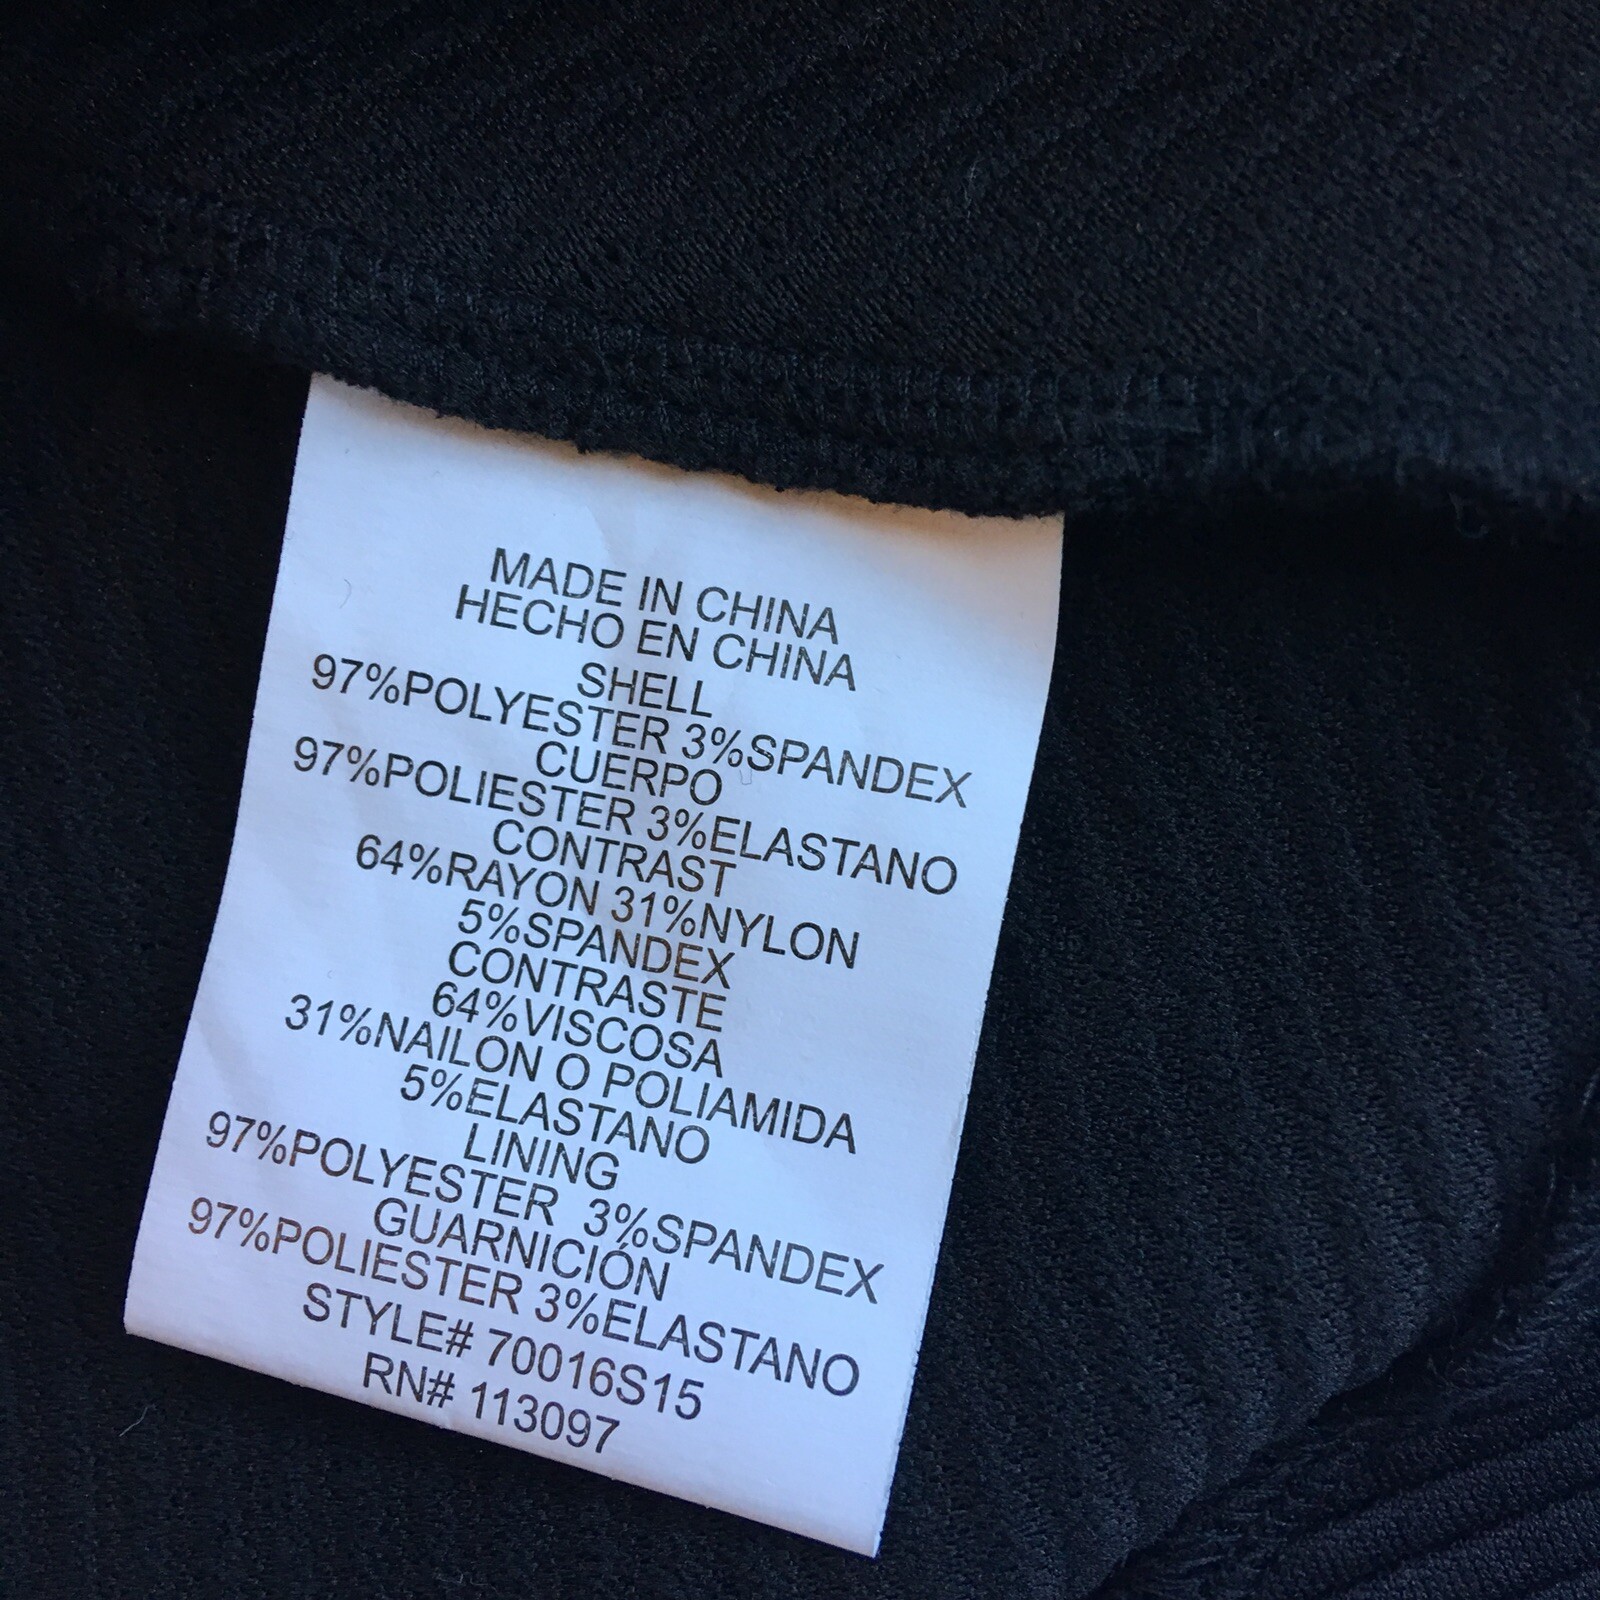 MADE IN CHINA
HECHO EN CHINA
SHELL
97%POLYESTER 3%SPANDEX
CUERPO
97%POLIESTER 3%ELASTANO
CONTRAST
64%RAYON 31%NYLON
5%SPANDEX
CONTRASTE
64%VISCOSA
31%NAILON O POLIAMIDA
5%ELASTANO
LINING
97%POLYESTER 3%SPANDEX
GUARNICIÓN
97%POLIESTER 3%ELASTANO
STYLE# 70016S15
RN# 113097